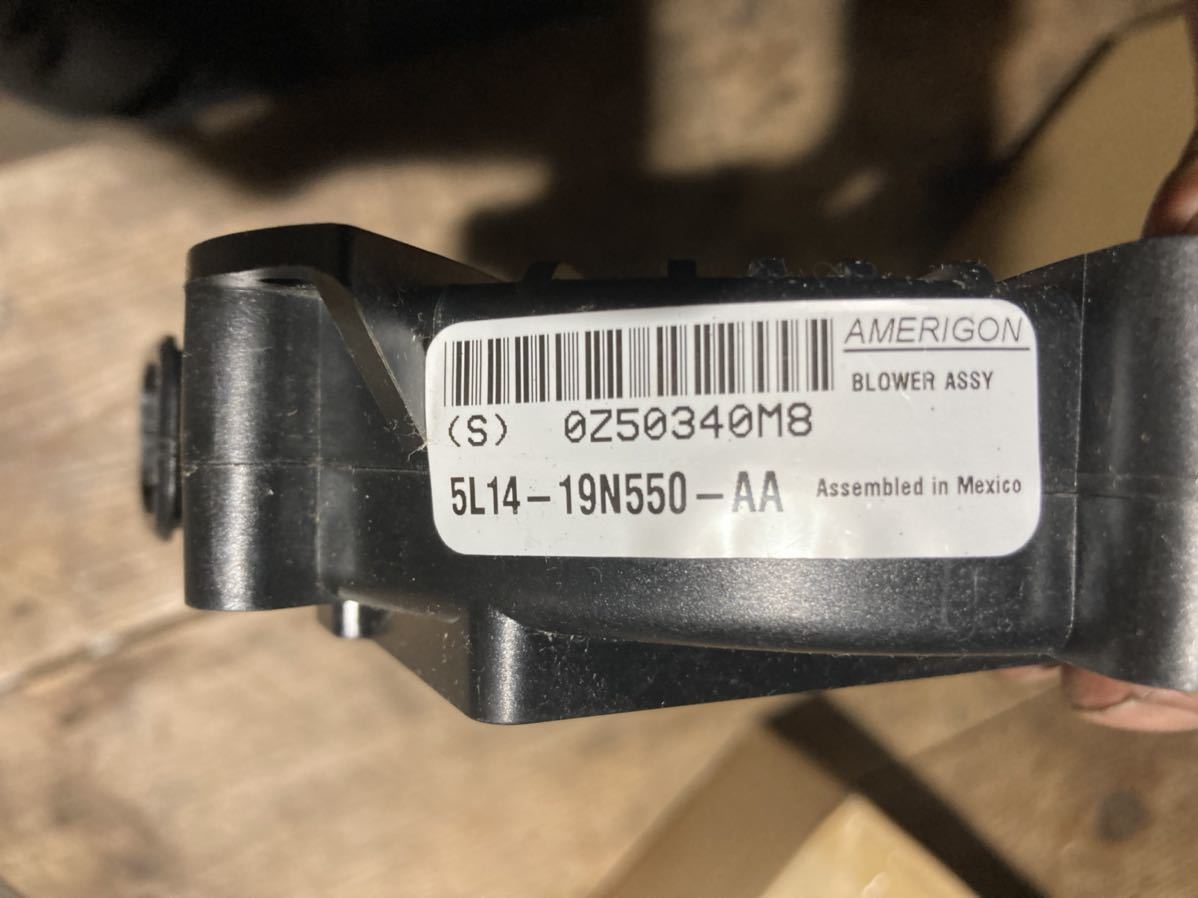 AMERIGON
BLOWER ASSY
(S) 0Z50340M8
5L14-19N550-AA Assembled in Mexico